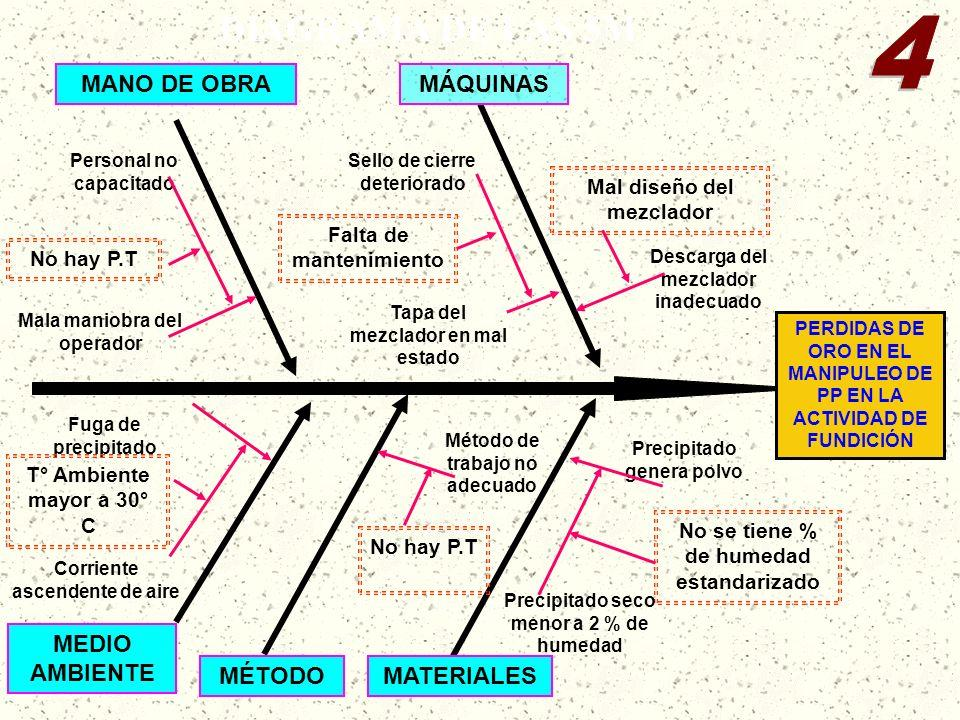 DIAGRAMA DE LAS 5M
4
MANO DE OBRA
MÁQUINAS
Personal no
capacitado
No hay P.T
Mala maniobra del
operador
Sello de cierre
deteriorado
Falta de
mantenimiento
Tapa del
mezclador en mal
estado
Mal diseño del
mezclador
Descarga del
mezclador
inadecuado
PERDIDAS DE
ORO EN EL
MANIPULEO DE
PP EN LA
ACTIVIDAD DE
FUNDICIÓN
Fuga de
precipitado
T° Ambiente
mayor a 30°
C
Corriente
ascendente de aire
Método de
trabajo no
adecuado
No hay P.T
Precipitado
genera polvo
No se tiene %
de humedad
estandarizado
Precipitado seco
menor a 2 % de
humedad
MEDIO
AMBIENTE
MÉTODO
MATERIALES